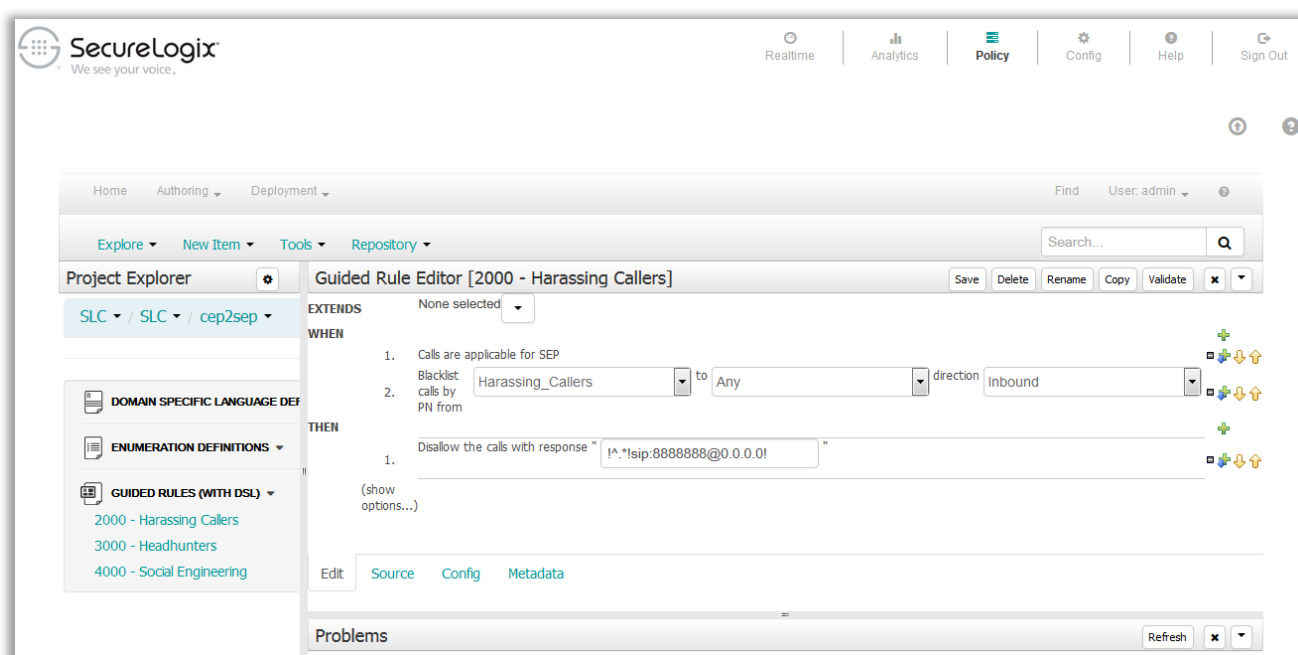 SecureLogix
We see your voice.
Realtime
Analytics
Policy
Config
Help
Sign Out
Home Authoring Deployment Find User: admin
Explore New Item Tools Repository Search...
Project Explorer
Guided Rule Editor [2000 - Harassing Callers] Save Delete Rename Copy Validate
SLC / SLC / cep2sep
EXTENDS None selected
WHEN
1. Calls are applicable for SEP
2. Blacklist calls by PN from Harassing_Callers to Any direction Inbound
THEN
1. Disallow the calls with response " !^.*!sip:8888888@0.0.0.0! "
(show
options...)
DOMAIN SPECIFIC LANGUAGE DEF
ENUMERATION DEFINITIONS
GUIDED RULES (WITH DSL)
2000 - Harassing Callers
3000 - Headhunters
4000 - Social Engineering
Edit Source Config Metadata
Problems Refresh